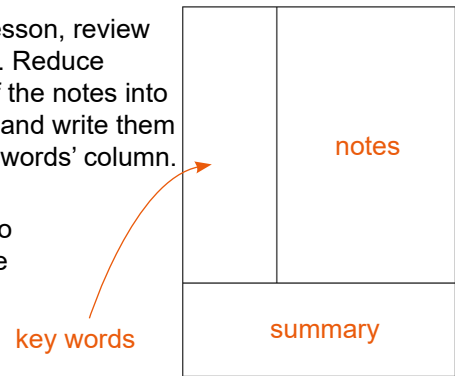 esson, review
. Reduce
f the notes into
and write them
words’ column.
o
e
notes
key words
summary